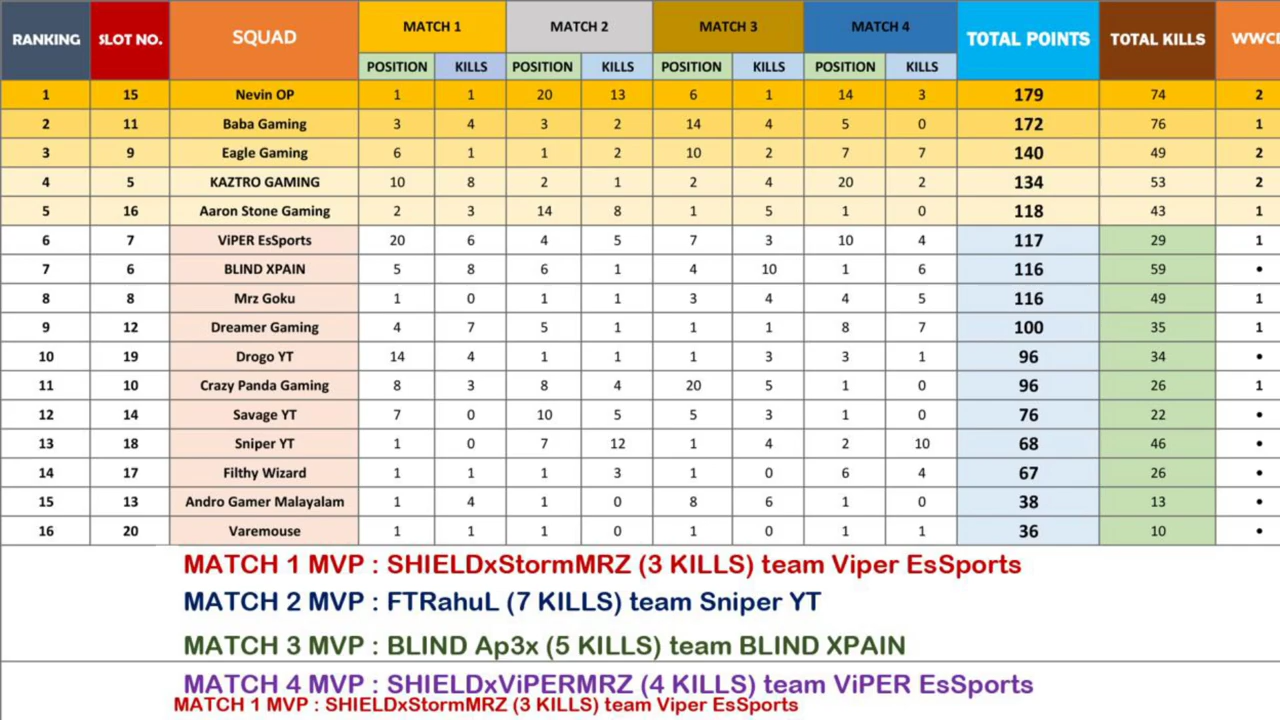 RANKING SLOT NO. SQUAD MATCH 1 MATCH 2 MATCH 3 MATCH 4 TOTAL POINTS TOTAL KILLS WWCD
POSITION KILLS POSITION KILLS POSITION KILLS POSITION KILLS
1 15 Nevin OP 1 1 20 13 6 1 14 3 179 74 2
2 11 Baba Gaming 3 4 3 2 14 4 5 0 172 76 1
3 9 Eagle Gaming 6 1 1 2 10 2 7 7 140 49 2
4 5 KAZTRO GAMING 10 8 2 1 2 4 20 2 134 53 2
5 16 Aaron Stone Gaming 2 3 14 8 1 5 1 0 118 43 1
6 7 ViPER EsSports 20 6 4 5 7 3 10 4 117 29 1
7 6 BLIND XPAIN 5 8 6 1 4 10 1 6 116 59 •
8 8 Mrz Goku 1 0 1 1 3 4 4 5 116 49 1
9 12 Dreamer Gaming 4 7 5 1 1 1 8 7 100 35 1
10 19 Drogo YT 14 4 1 1 1 3 3 1 96 34 •
11 10 Crazy Panda Gaming 8 3 8 4 20 5 1 0 96 26 1
12 14 Savage YT 7 0 10 5 5 3 1 0 76 22 •
13 18 Sniper YT 1 0 7 12 1 4 2 10 68 46 •
14 17 Filthy Wizard 1 1 1 3 1 0 6 4 67 26 •
15 13 Andro Gamer Malayalam 1 4 1 0 8 6 1 0 38 13 •
16 20 Varemouse 1 1 1 0 1 0 1 1 36 10 •
MATCH 1 MVP : SHIELDxStormMRZ (3 KILLS) team Viper EsSports
MATCH 2 MVP : FTRahuL (7 KILLS) team Sniper YT
MATCH 3 MVP : BLIND Ap3x (5 KILLS) team BLIND XPAIN
MATCH 4 MVP : SHIELDxViPERMRZ (4 KILLS) team ViPER EsSports
MATCH 1 MVP : SHIELDxStormMRZ (3 KILLS) team Viper EsSports